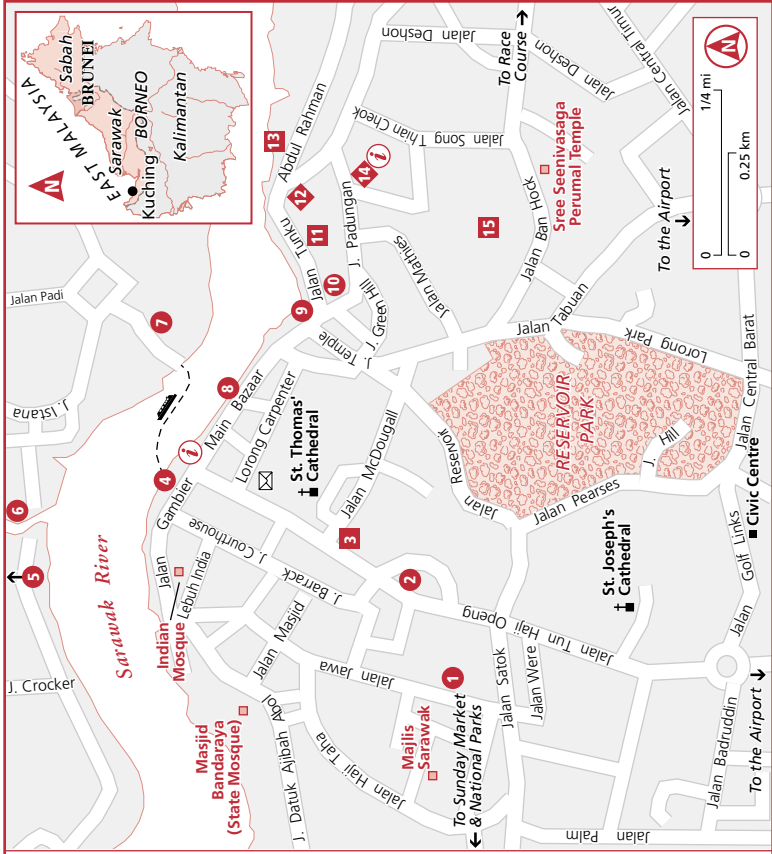 EAST MALAYSIA
Sabah
BRUNEI
Sarawak
BORNEO
Kuching
Kalimantan
N
N
0
1/4 mi
0
0.25 km
To Race
Course
Jalan Deshon
Jalan Deshon
Jalan Central Timur
Jalan Song Thian Cheok
Abdul Rahman
Jalan Tunku
J. Padungan
13
12
14
i
11
15
10
9
Jalan Ban Hock
Sree Seenivasaga
Perumal Temple
To the Airport
Jalan Mathies
J. Green Hill
J. Temple
Jalan Tabuan
Lorong Park
Jalan Central Barat
Jalan Padi
7
J. Istana
8
Main Bazaar
i
Lorong Carpenter
St. Thomas'
Cathedral
Jalan McDougall
Reservoir
Jalan
RESERVOIR
PARK
J. Hill
Jalan Pearses
6
5
4
Gambier
Jalan
J. Courthouse
Lebuh India
3
J. Barrack
2
Sarawak River
Indian
Mosque
Jalan Masjid
Jalan Tun Haji Openg
St. Joseph's
Cathedral
Civic Centre
Golf Links
Jalan
J. Crocker
Masjid
Bandaraya
(State Mosque)
J. Datuk Ajibah Abol
Jalan Jawa
1
Jalan Haji Taha
Majlis
Sarawak
Jalan Satok
Jalan Were
To Sunday Market
& National Parks
Jalan Palm
Jalan Badruddin
To the Airport